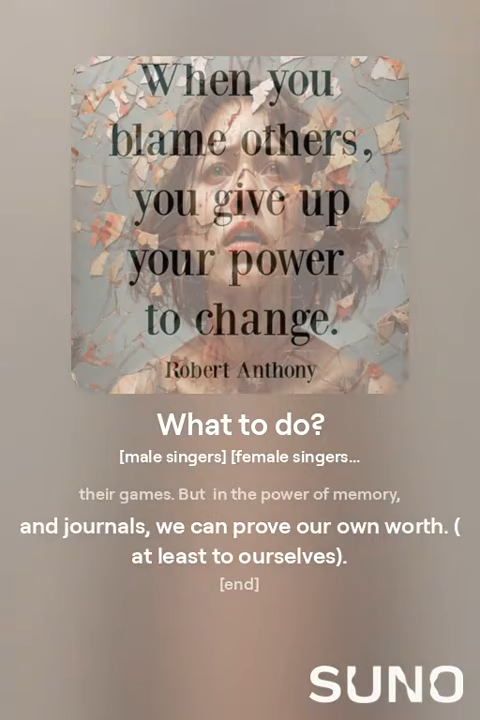 When you
blame others,
you give up
your power
to change.
Robert Anthony
What to do?
[male singers] [female singers...
their games. But  in the power of memory,
and journals, we can prove our own worth. (
at least to ourselves).
[end]
SUNO